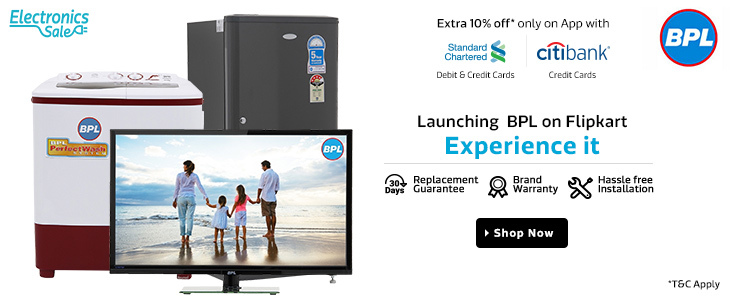 Electronics
Sale
Extra 10% off* only on App with
Standard
Chartered
citibank
Debit & Credit Cards
Credit Cards
BPL
Launching BPL on Flipkart
Experience it
30
Days
Replacement
Guarantee
Brand
Warranty
Hassle free
Installation
Shop Now
*T&C Apply
BPL
BPL
PerfectWash
BPL
BPL
5